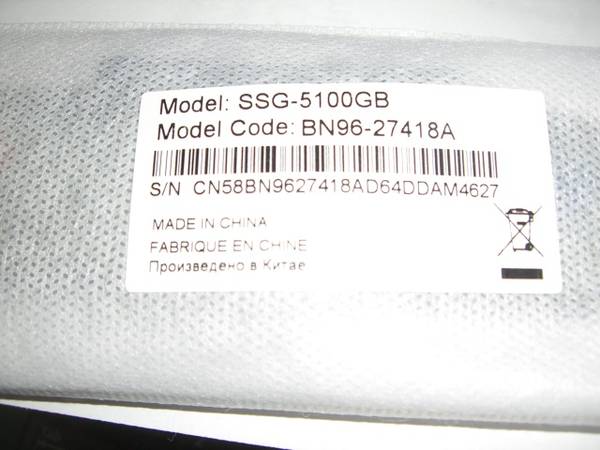 Model: SSG-5100GB
Model Code: BN96-27418A
S/N CN58BN9627418AD64DDAM4627
MADE IN CHINA
FABRIQUE EN CHINE
Произведено в Китае